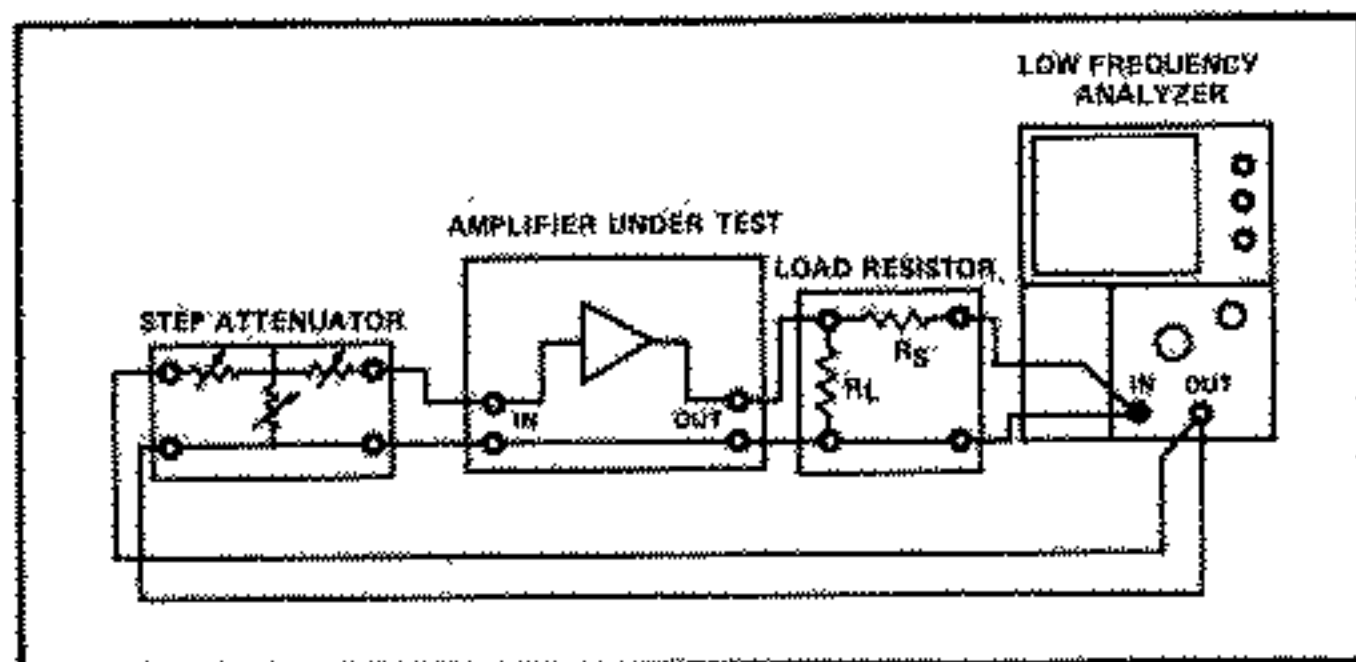 LOW FREQUENCY
ANALYZER
AMPLIFIER UNDER TEST
LOAD RESISTOR
STEP ATTENUATOR
RS
RL
IN
OUT
IN
OUT